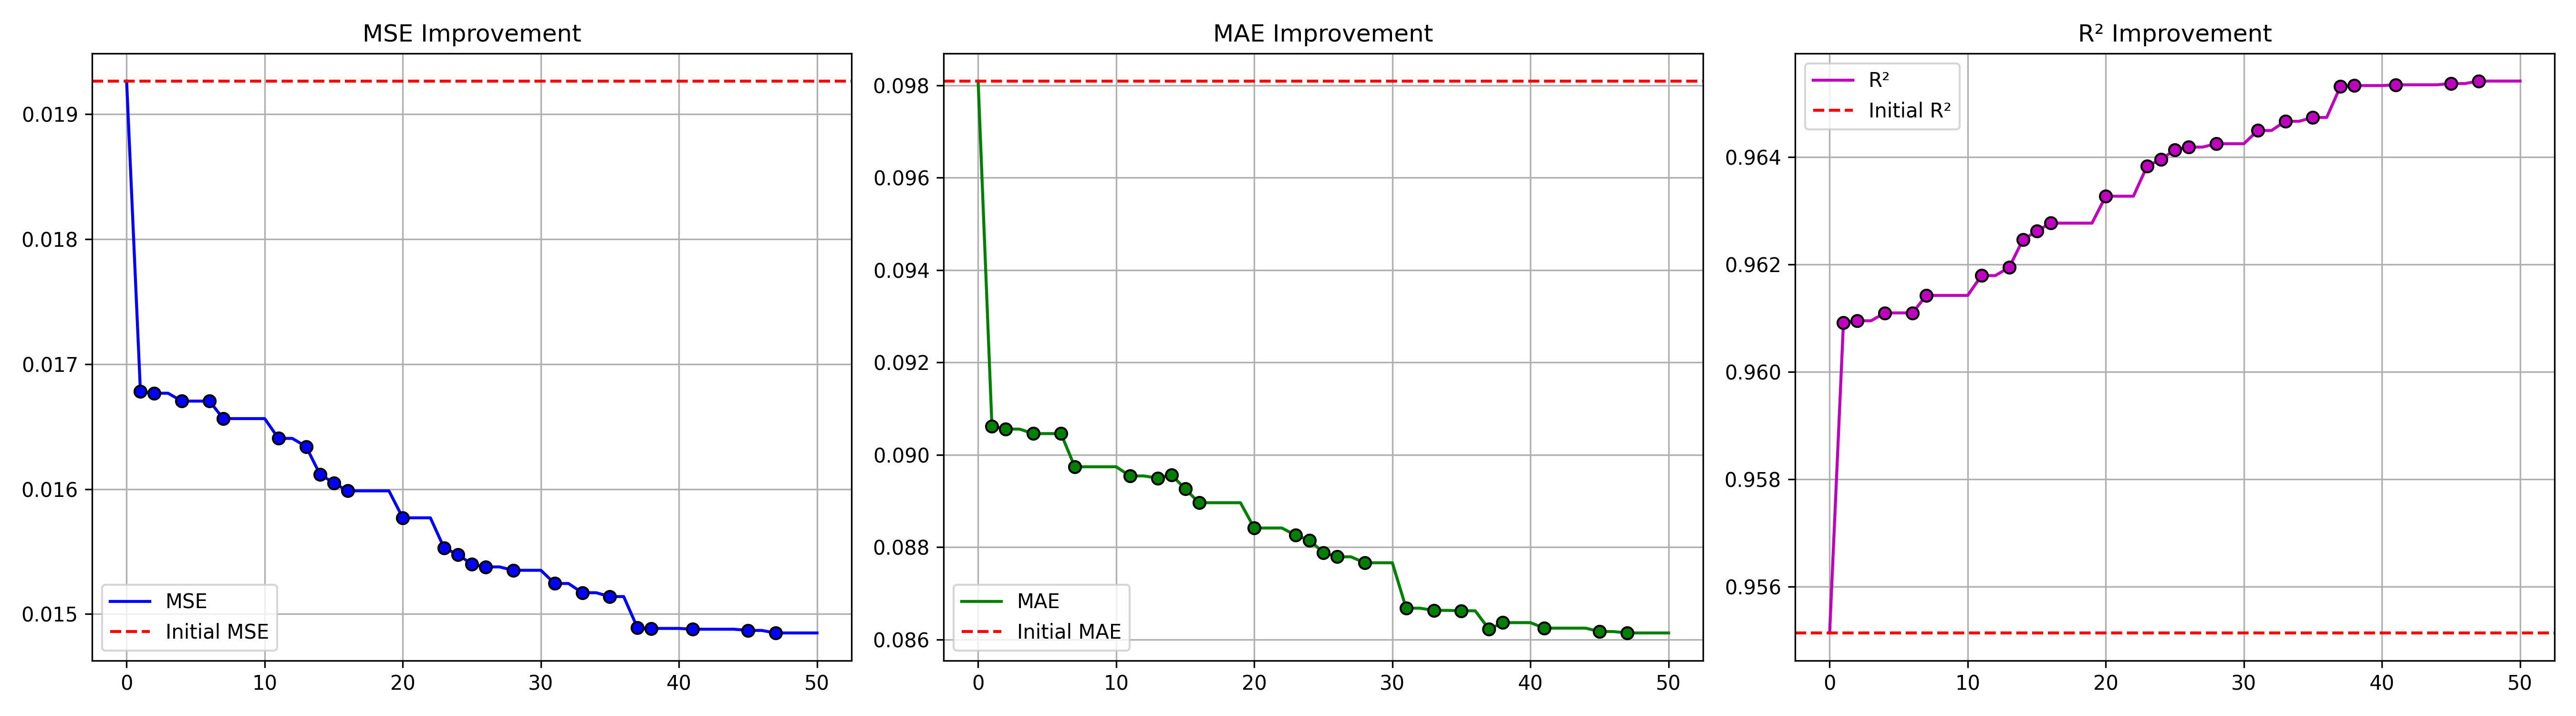 MSE Improvement
0.019
0.018
0.017
0.016
0.015
MSE
Initial MSE
0 10 20 30 40 50
MAE Improvement
0.098
0.096
0.094
0.092
0.090
0.088
0.086
MAE
Initial MAE
0 10 20 30 40 50
R² Improvement
R²
Initial R²
0.964
0.962
0.960
0.958
0.956
0 10 20 30 40 50